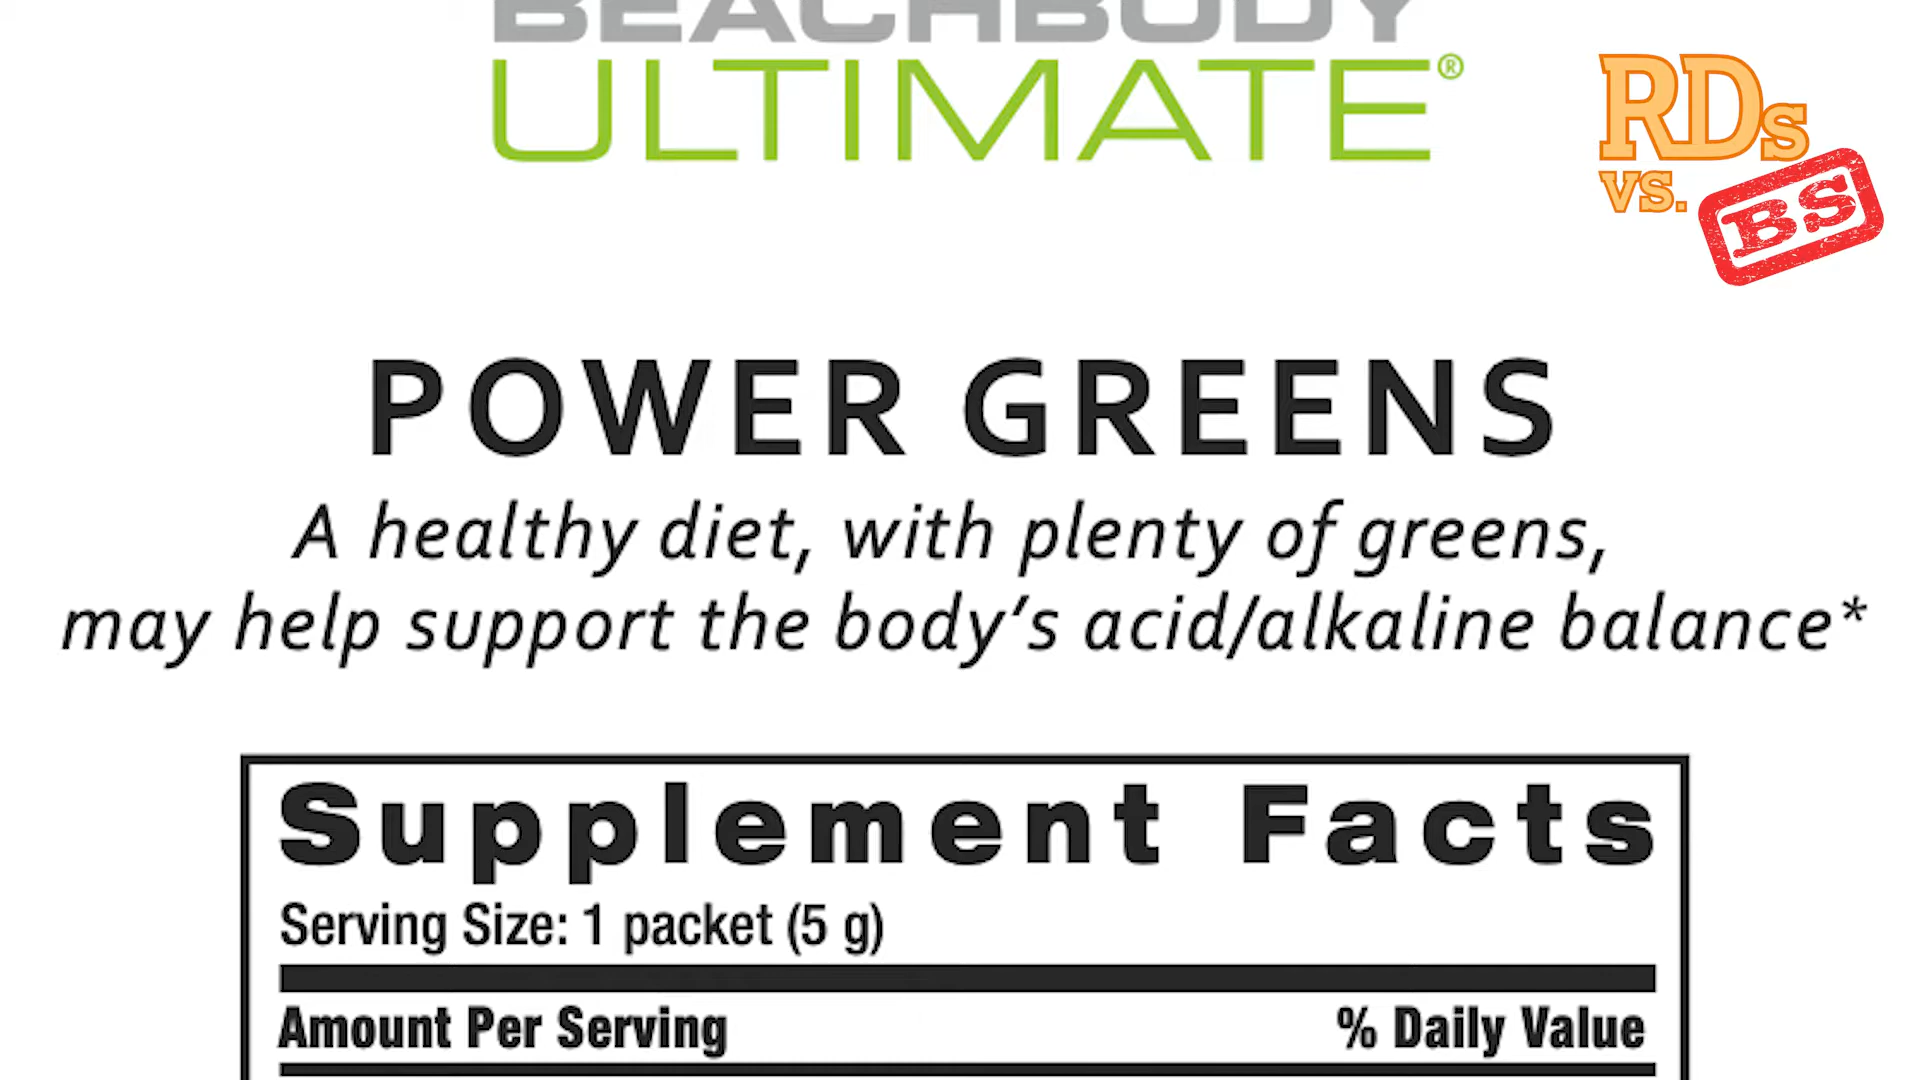 BEACHBODY
ULTIMATE®
RDs
vs.
BS
POWER GREENS
A healthy diet, with plenty of greens,
may help support the body’s acid/alkaline balance*
Supplement Facts
Serving Size: 1 packet (5 g)
Amount Per Serving % Daily Value